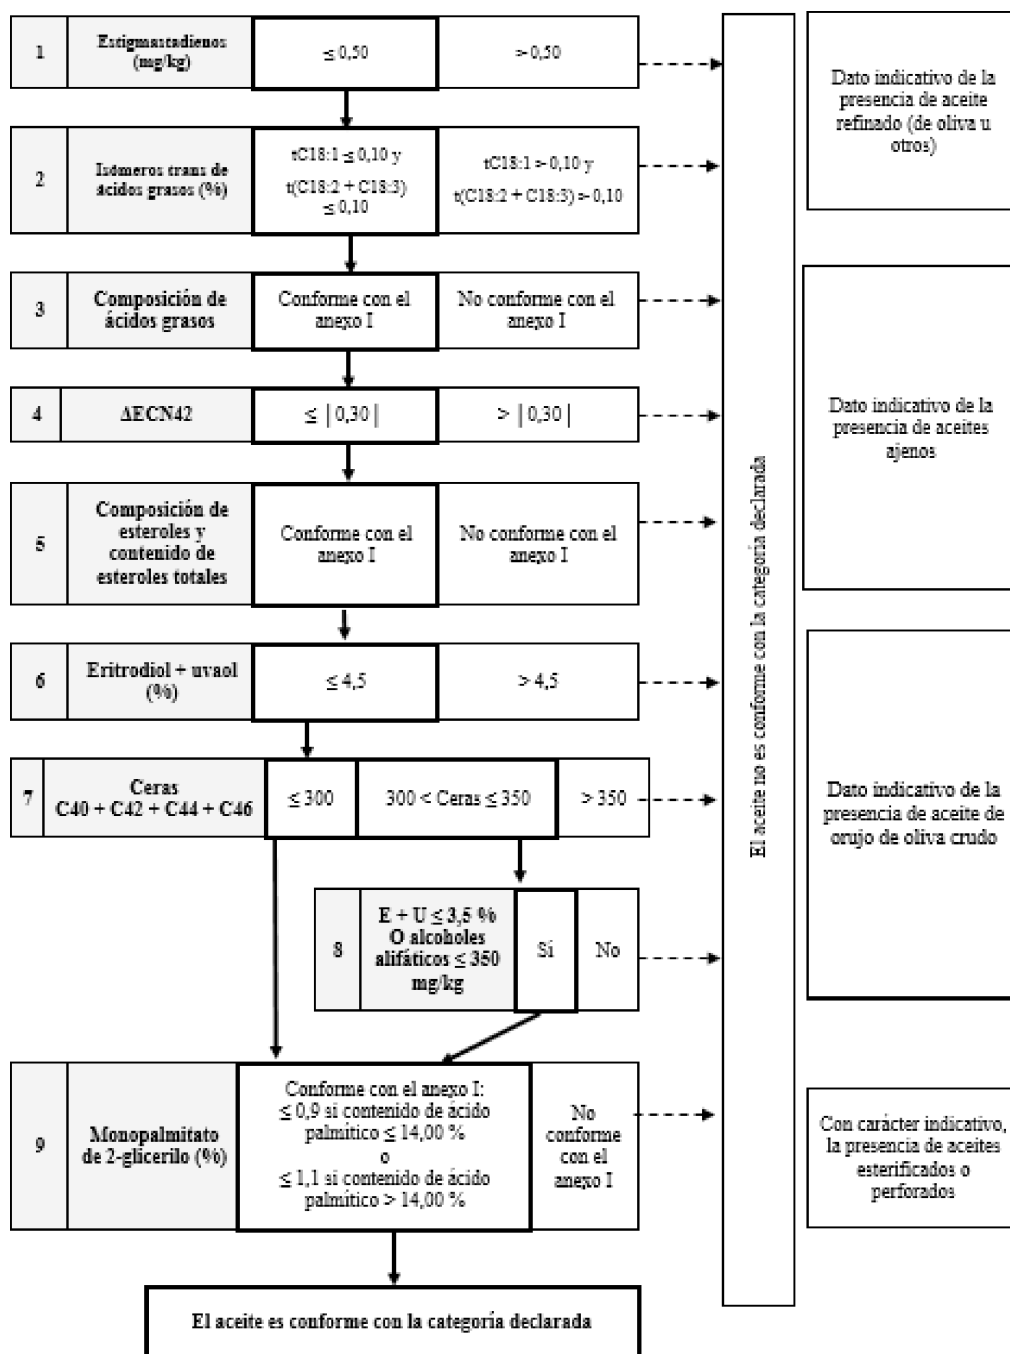 1
Estigmastadienos
(mg/kg)
≤ 0,50
> 0,50
2
Isómeros trans de
ácidos grasos (%)
tC18:1 ≤ 0,10 y
t(C18:2 + C18:3)
≤ 0,10
tC18:1 > 0,10 y
t(C18:2 + C18:3) > 0,10
3
Composición de
ácidos grasos
Conforme con el
anexo I
No conforme con el
anexo I
4
ΔECN42
≤ | 0,30 |
> | 0,30 |
5
Composición de
esteroles y
contenido de
esteroles totales
Conforme con el
anexo I
No conforme con el
anexo I
6
Eritrodiol + uvaol
(%)
≤ 4,5
> 4,5
7
Ceras
C40 + C42 + C44 + C46
≤ 300
300 < Ceras ≤ 350
> 350
8
E + U ≤ 3,5 %
O alcoholes
alifáticos ≤ 350
mg/kg
Sí
No
9
Monopalmitato
de 2-glicerilo (%)
Conforme con el anexo I:
≤ 0,9 si contenido de ácido
palmítico ≤ 14,00 %
o
≤ 1,1 si contenido de ácido
palmítico > 14,00 %
No
conforme
con el
anexo I
El aceite es conforme con la categoría declarada
El aceite no es conforme con la categoría declarada
Dato indicativo de la
presencia de aceite
refinado (de oliva u
otros)
Dato indicativo de la
presencia de aceites
ajenos
Dato indicativo de la
presencia de aceite de
orujo de oliva crudo
Con carácter indicativo,
la presencia de aceites
esterificados o
perforados